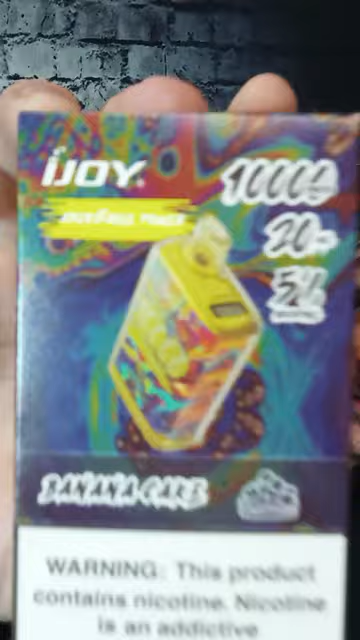 iJOY
10000
20
5%
BANANA CAKE
WARNING: This product
contains nicotine. Nicotine
is an addictive